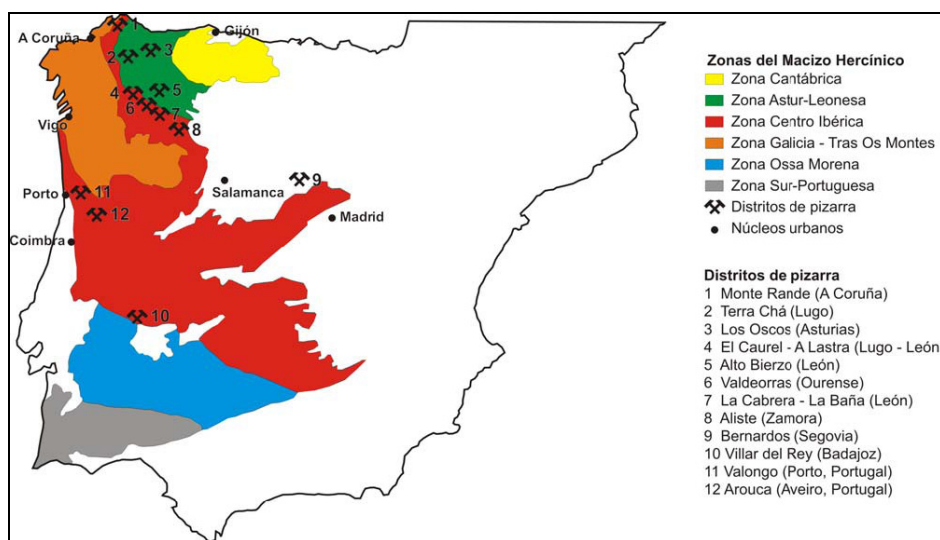 A Coruña
1
Gijón
2
3
4
5
6
7
8
Vigo
Salamanca
9
Porto
11
Madrid
12
Coimbra
10
Zonas del Macizo Hercínico
Zona Cantábrica
Zona Astur-Leonesa
Zona Centro Ibérica
Zona Galicia - Tras Os Montes
Zona Ossa Morena
Zona Sur-Portuguesa
Distritos de pizarra
Núcleos urbanos
Distritos de pizarra
1 Monte Rande (A Coruña)
2 Terra Chá (Lugo)
3 Los Oscos (Asturias)
4 El Caurel - A Lastra (Lugo - León
5 Alto Bierzo (León)
6 Valdeorras (Ourense)
7 La Cabrera - La Baña (León)
8 Aliste (Zamora)
9 Bernardos (Segovia)
10 Villar del Rey (Badajoz)
11 Valongo (Porto, Portugal)
12 Arouca (Aveiro, Portugal)